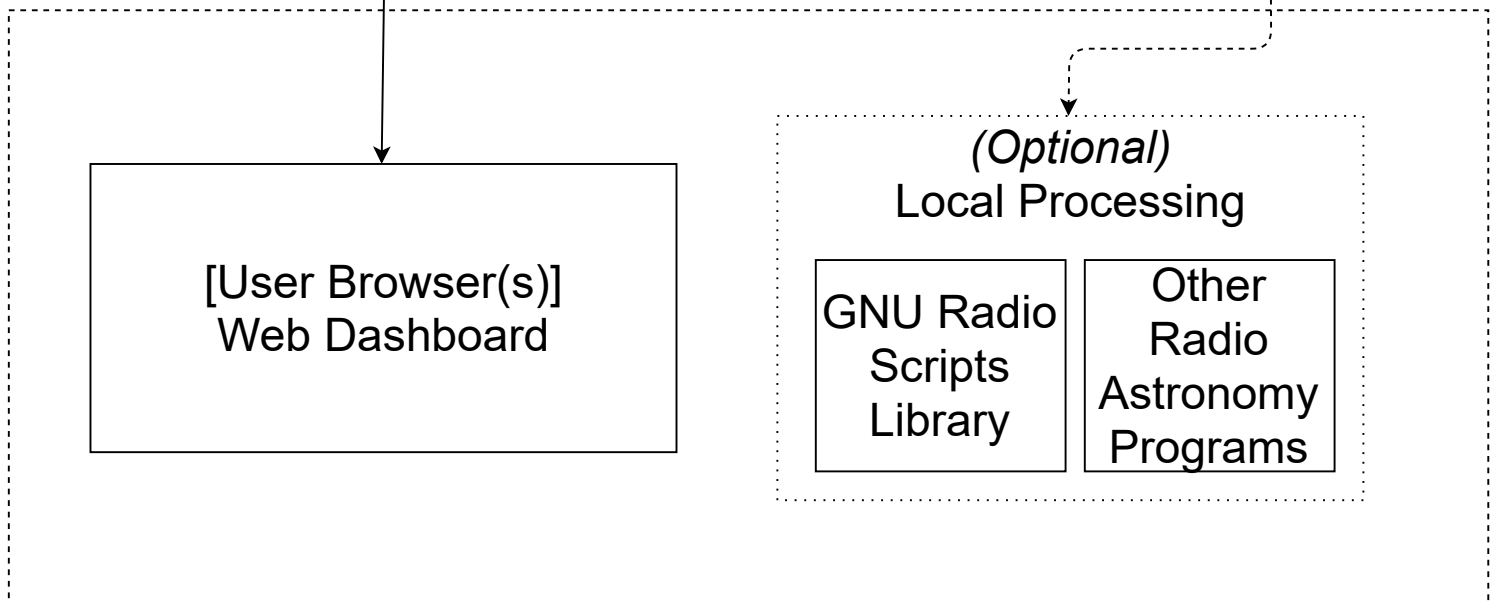 [User Browser(s)]
Web Dashboard
(Optional)
Local Processing
GNU Radio
Scripts
Library
Other
Radio
Astronomy
Programs